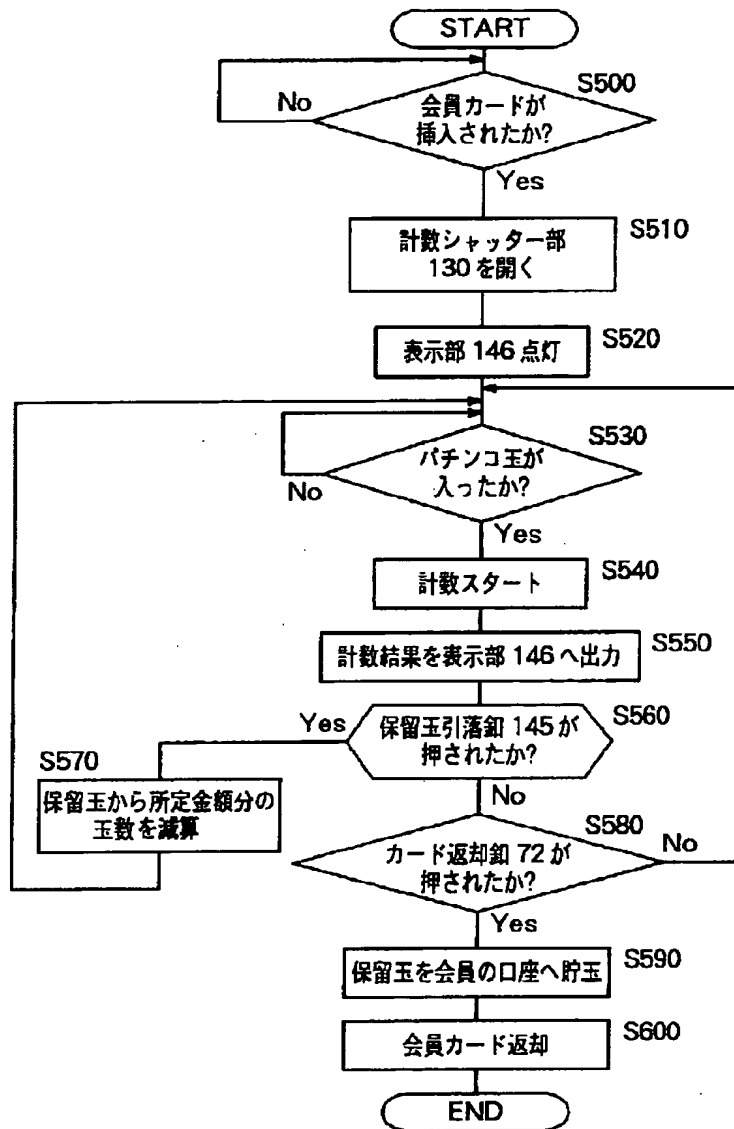 START
S500
No
会員カードが
挿入されたか?
Yes
S510
計数シャッター部
130を開く
S520
表示部 146 点灯
S530
パチンコ玉が
入ったか?
No
Yes
S540
計数スタート
S550
計数結果を表示部 146 へ出力
S560
Yes
保留玉引落釦 145 が
押されたか?
No
S570
保留玉から所定金額分の
玉数を減算
S580
カード返却釦 72 が
押されたか?
No
Yes
S590
保留玉を会員の口座へ貯玉
S600
会員カード返却
END